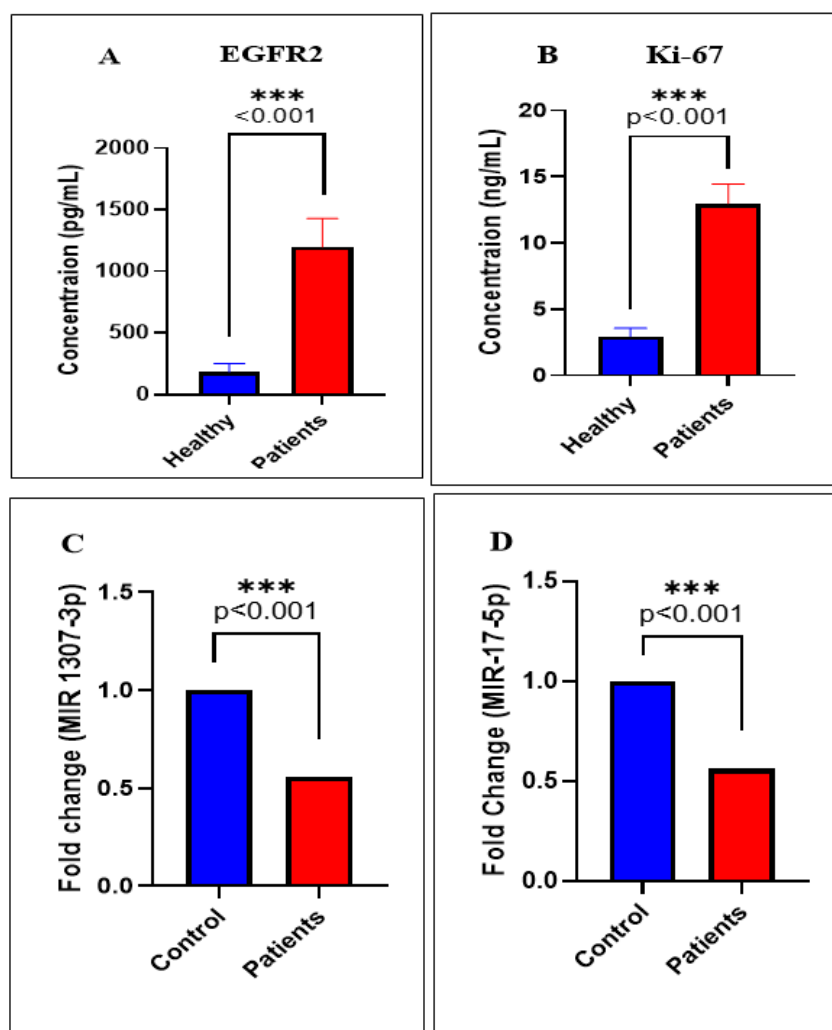 A EGFR2
***
<0.001
Concentraion (pg/mL)
2000
1500
1000
500
0
Healthy
Patients
B Ki-67
***
p<0.001
Concentraion (ng/mL)
20
15
10
5
0
Healthy
Patients
C
***
p<0.001
Fold change (MIR 1307-3p)
1.5
1.0
0.5
0.0
Control
Patients
D
***
p<0.001
Fold Change (MIR-17-5p)
1.5
1.0
0.5
0.0
Control
Patients